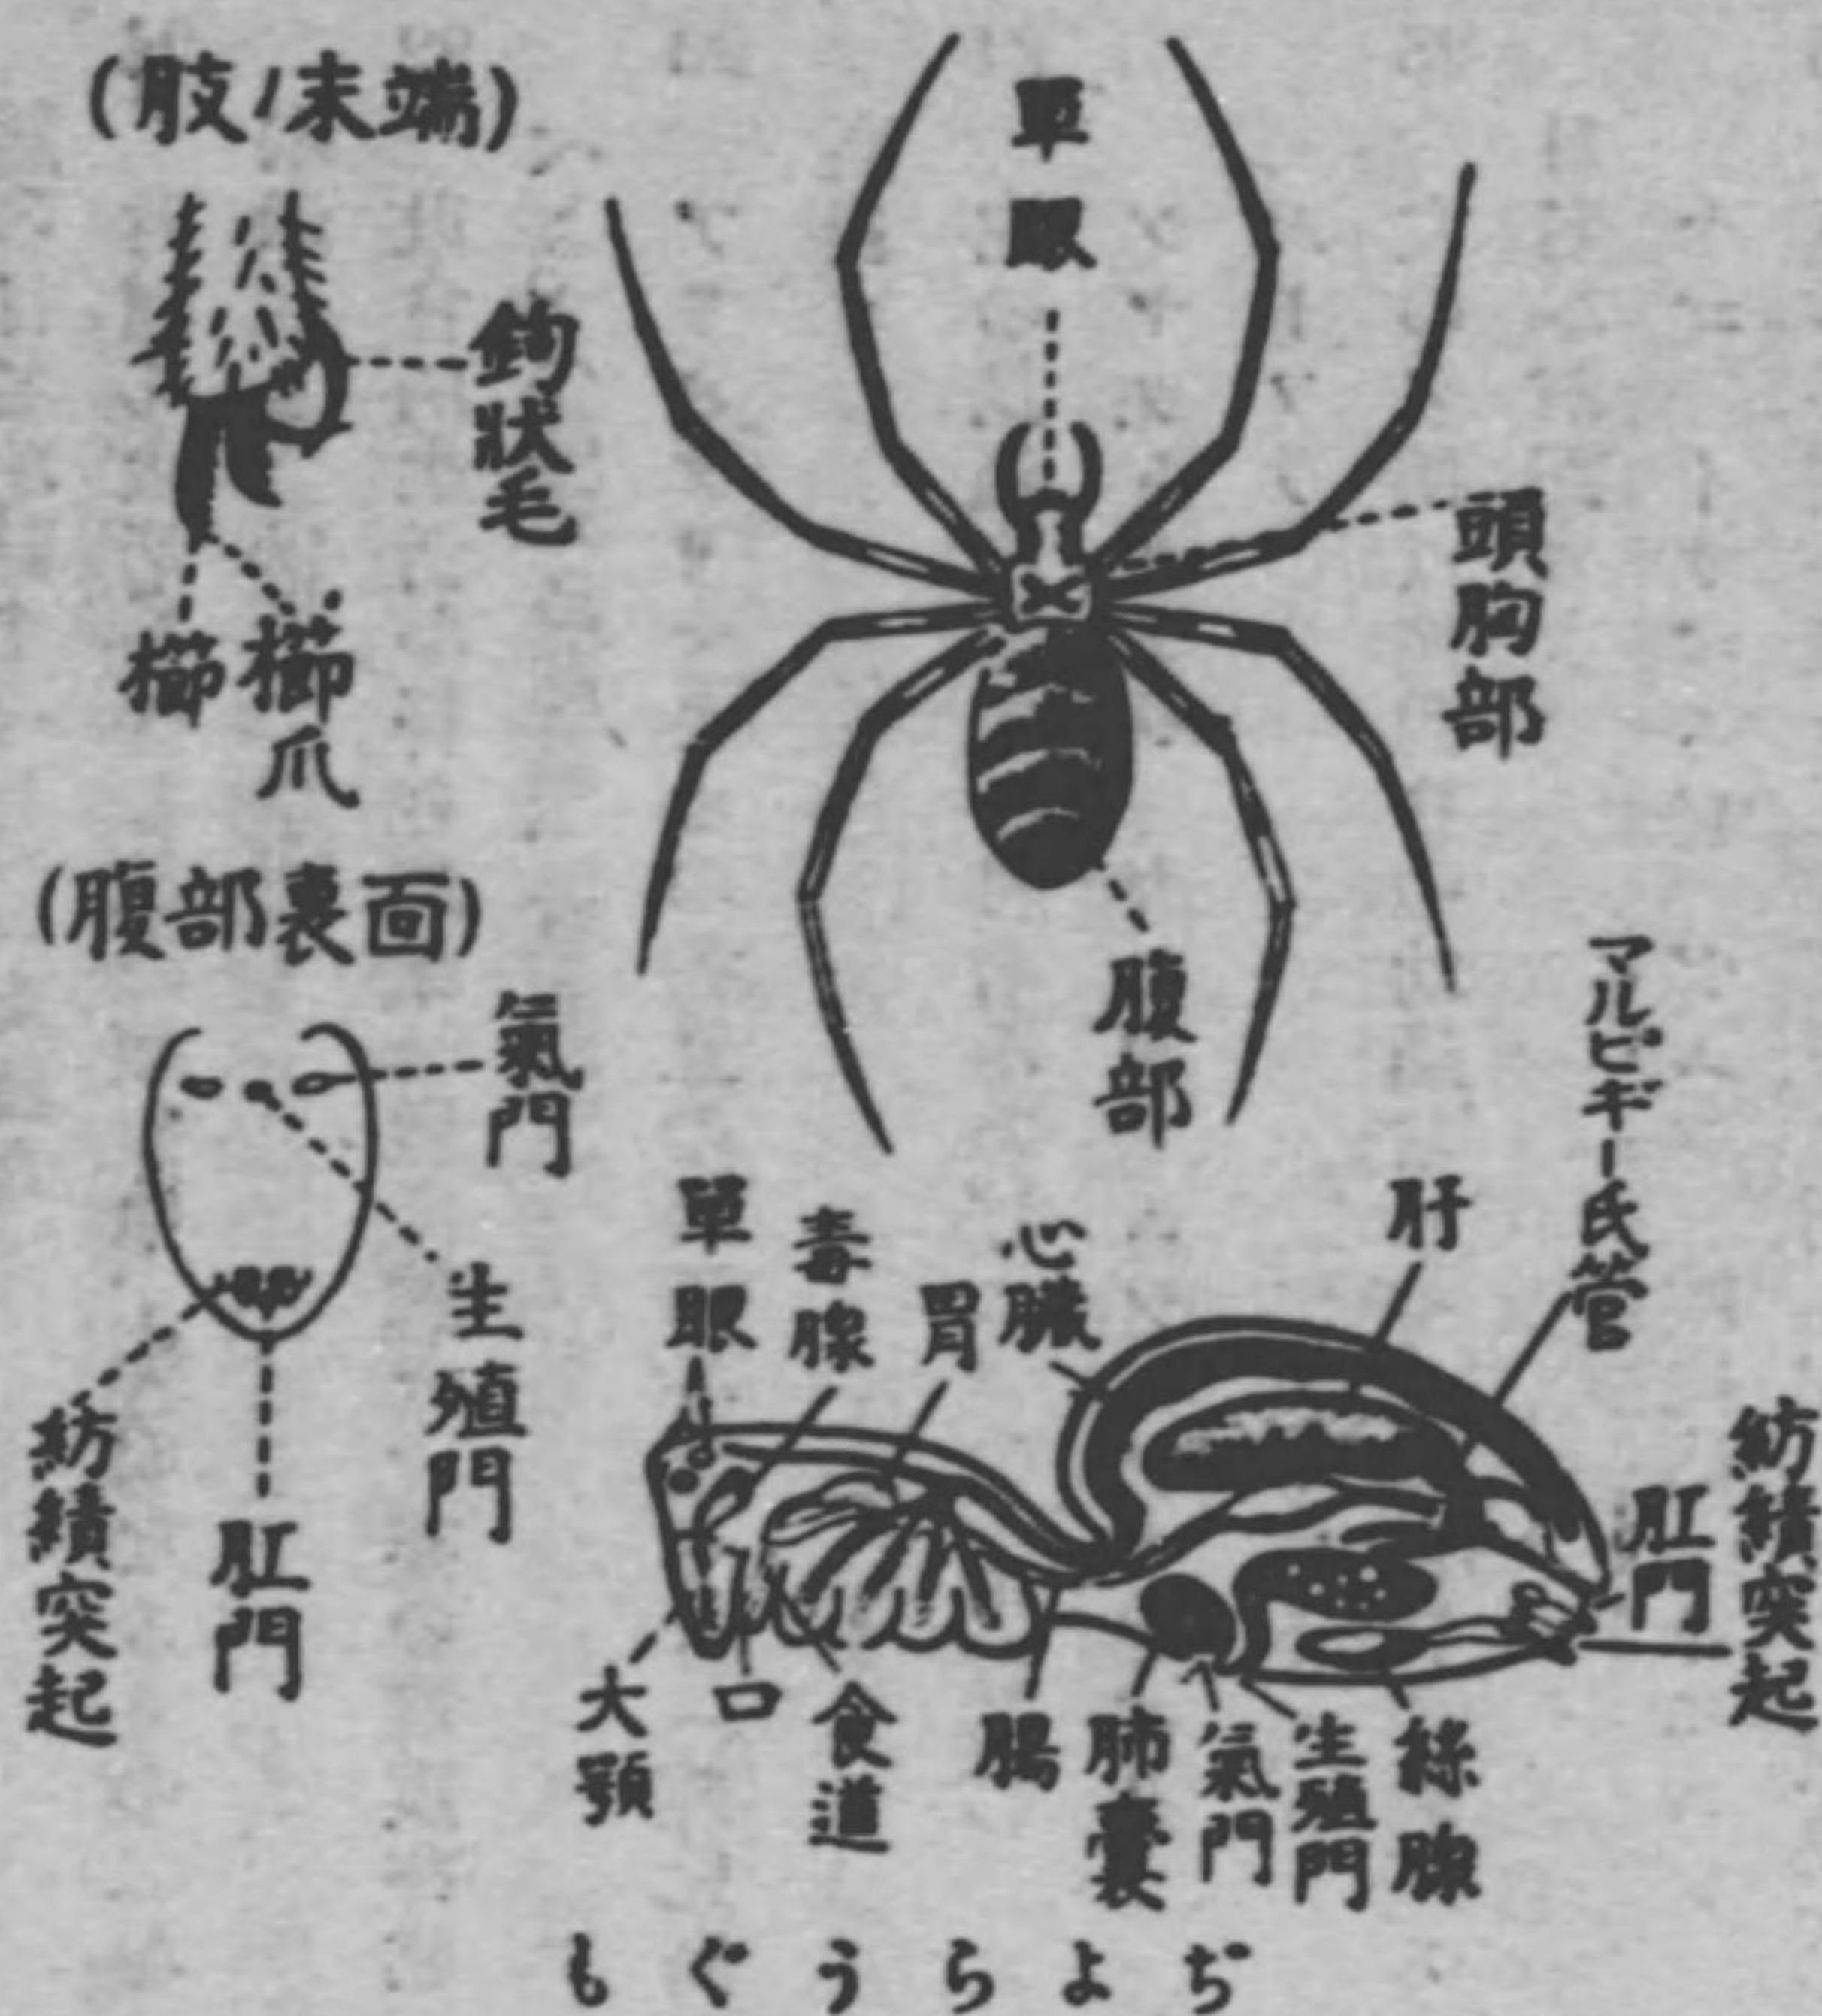 (肢ノ末端)
鉤狀毛
櫛
櫛爪
單眼
頭胸部
腹部
(腹部裏面)
氣門
生殖門
肛門
紡績突起
單眼
毒腺
胃
心臟
肝
マルピギー氏管
肛門
紡績突起
大顎
口
食道
腸
肺囊
氣門
生殖門
絲腺
もぐうらよぢ